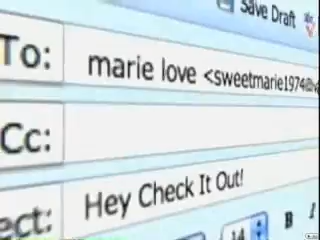 Save Draft
To: marie love <sweetmarie1974@
Cc:
ect: Hey Check It Out!
14 B I